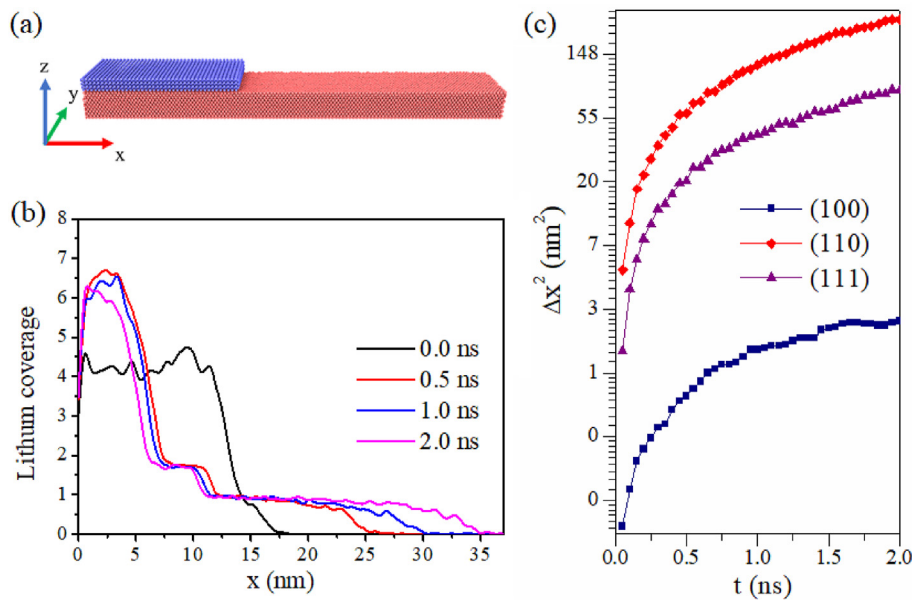 (a)
z
y
x
(b)
8
7
6
5
4
3
2
1
0
Lithum coverage
0.0 ns
0.5 ns
1.0 ns
2.0 ns
0 5 10 15 20 25 30 35
x (nm)
(c)
148
55
20
7
3
1
0
0
Δx² (nm²)
(100)
(110)
(111)
0.0 0.5 1.0 1.5 2.0
t (ns)